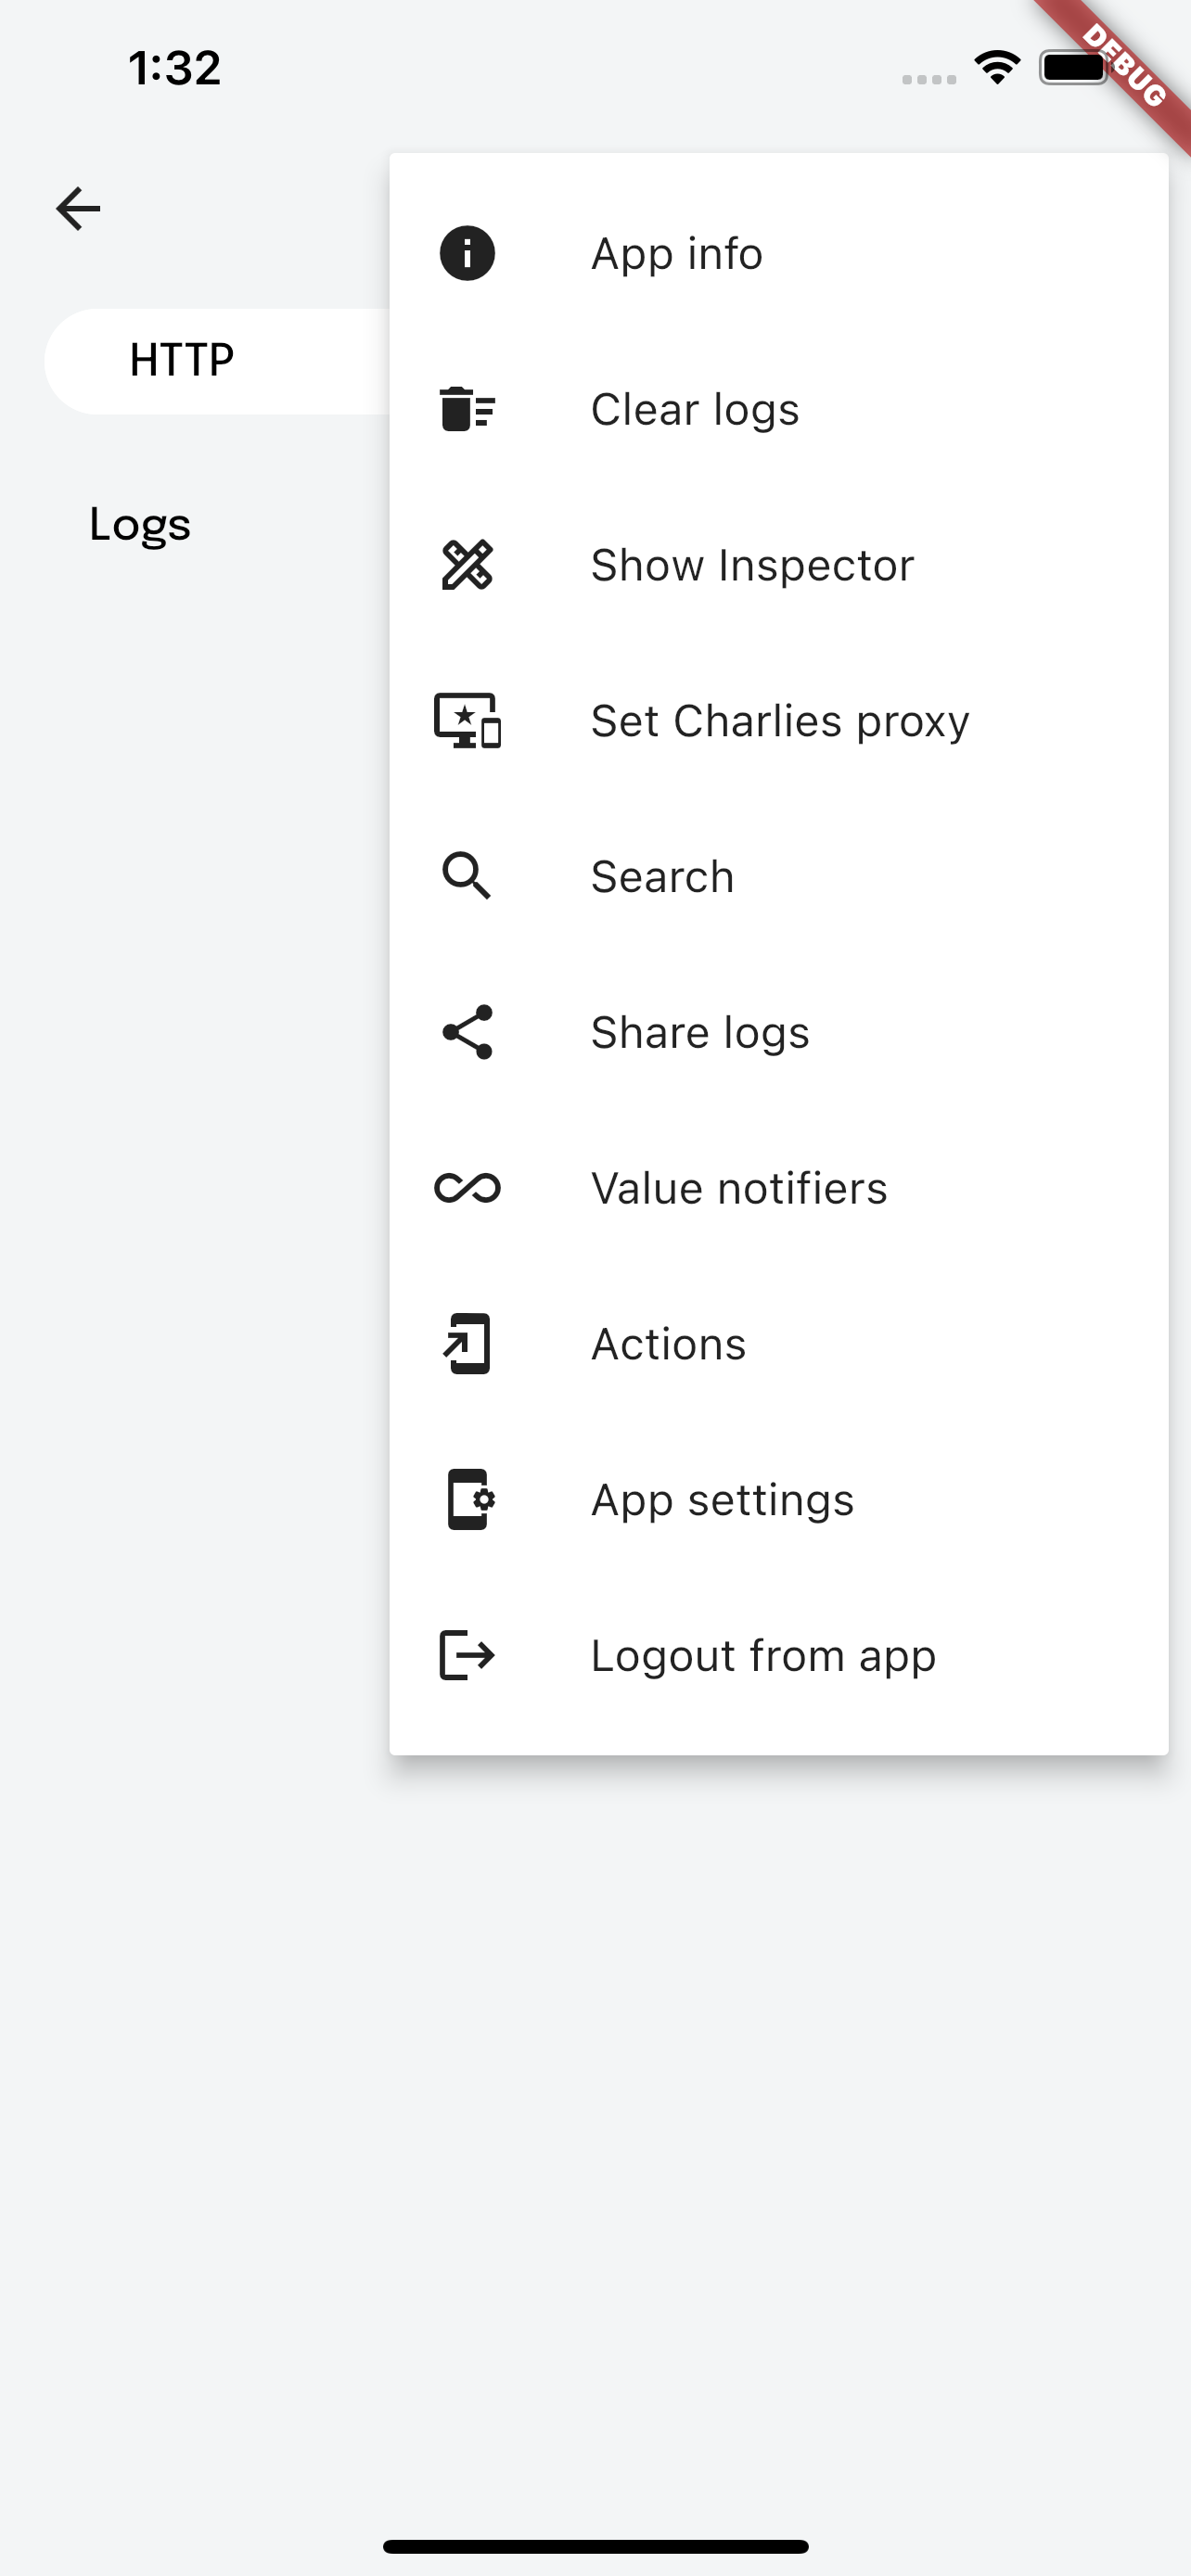 1:32
DEBUG
App info
HTTP
Clear logs
Logs
Show Inspector
Set Charlies proxy
Search
Share logs
Value notifiers
Actions
App settings
Logout from app